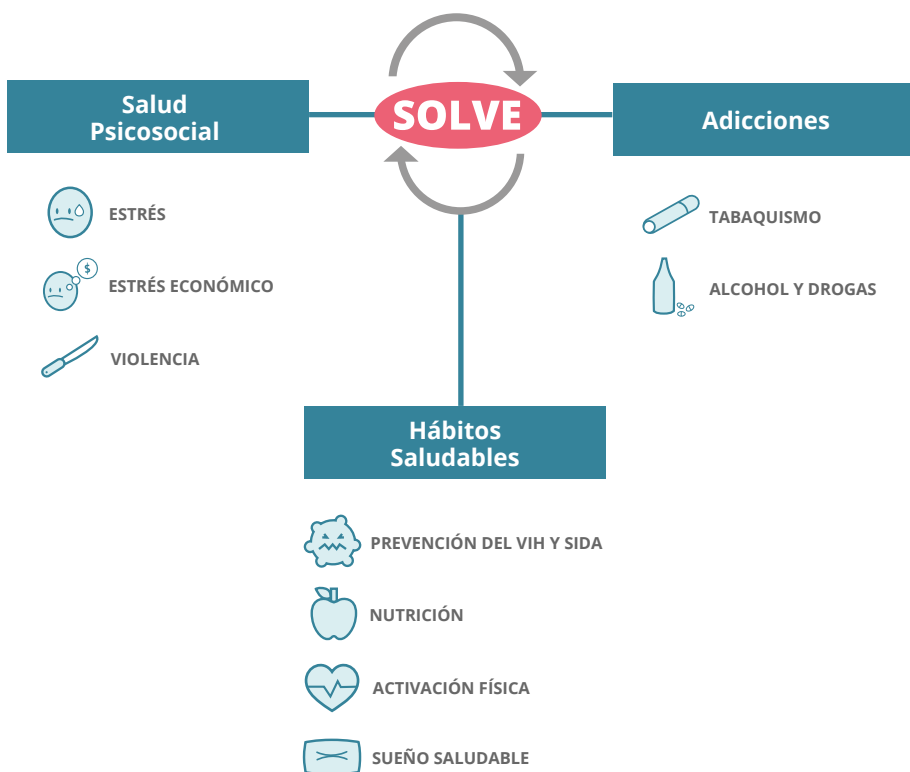 SOLVE
Salud
Psicosocial
ESTRÉS
$
ESTRÉS ECONÓMICO
VIOLENCIA
Adicciones
TABAQUISMO
ALCOHOL Y DROGAS
Hábitos
Saludables
PREVENCIÓN DEL VIH Y SIDA
NUTRICIÓN
ACTIVACIÓN FÍSICA
SUEÑO SALUDABLE